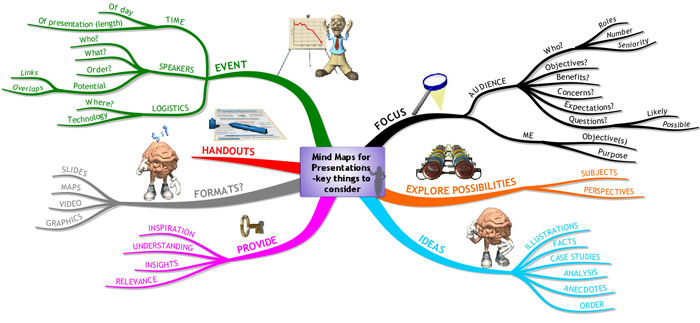 Mind Maps for
Presentations
-key things to
consider
FOCUS
AUDIENCE
Who?
Roles
Number
Seniority
Objectives?
Benefits?
Concerns?
Expectations?
Questions?
Likely
Possible
ME
Objective(s)
Purpose
EXPLORE POSSIBILITIES
SUBJECTS
PERSPECTIVES
IDEAS
ILLUSTRATIONS
FACTS
CASE STUDIES
ANALYSIS
ANECDOTES
ORDER
PROVIDE
INSPIRATION
UNDERSTANDING
INSIGHTS
RELEVANCE
FORMATS?
SLIDES
MAPS
VIDEO
GRAPHICS
HANDOUTS
EVENT
TIME
Of day
Of presentation (length)
SPEAKERS
Who?
What?
Order?
Potential
Links
Overlaps
LOGISTICS
Where?
Technology